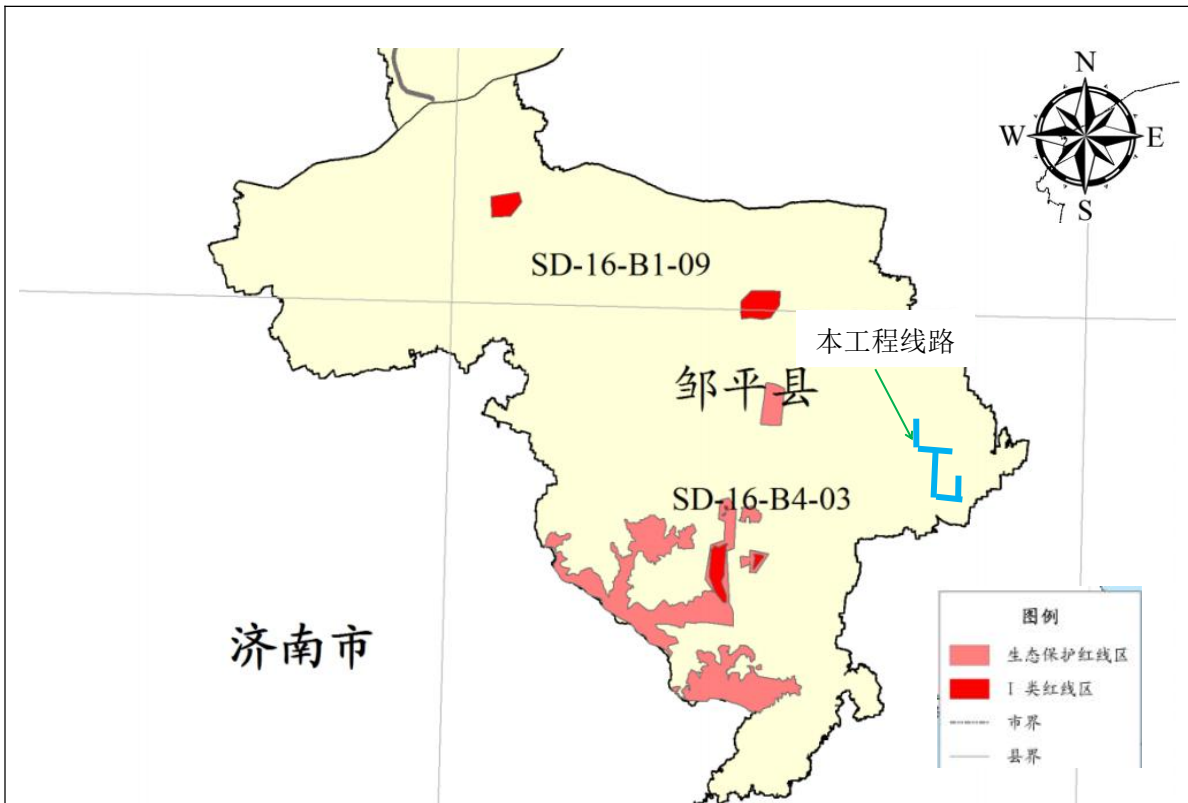 N
W
E
S
SD-16-B1-09
本工程线路
邹平县
SD-16-B4-03
济南市
图例
生态保护红线区
I 类红线区
市界
县界